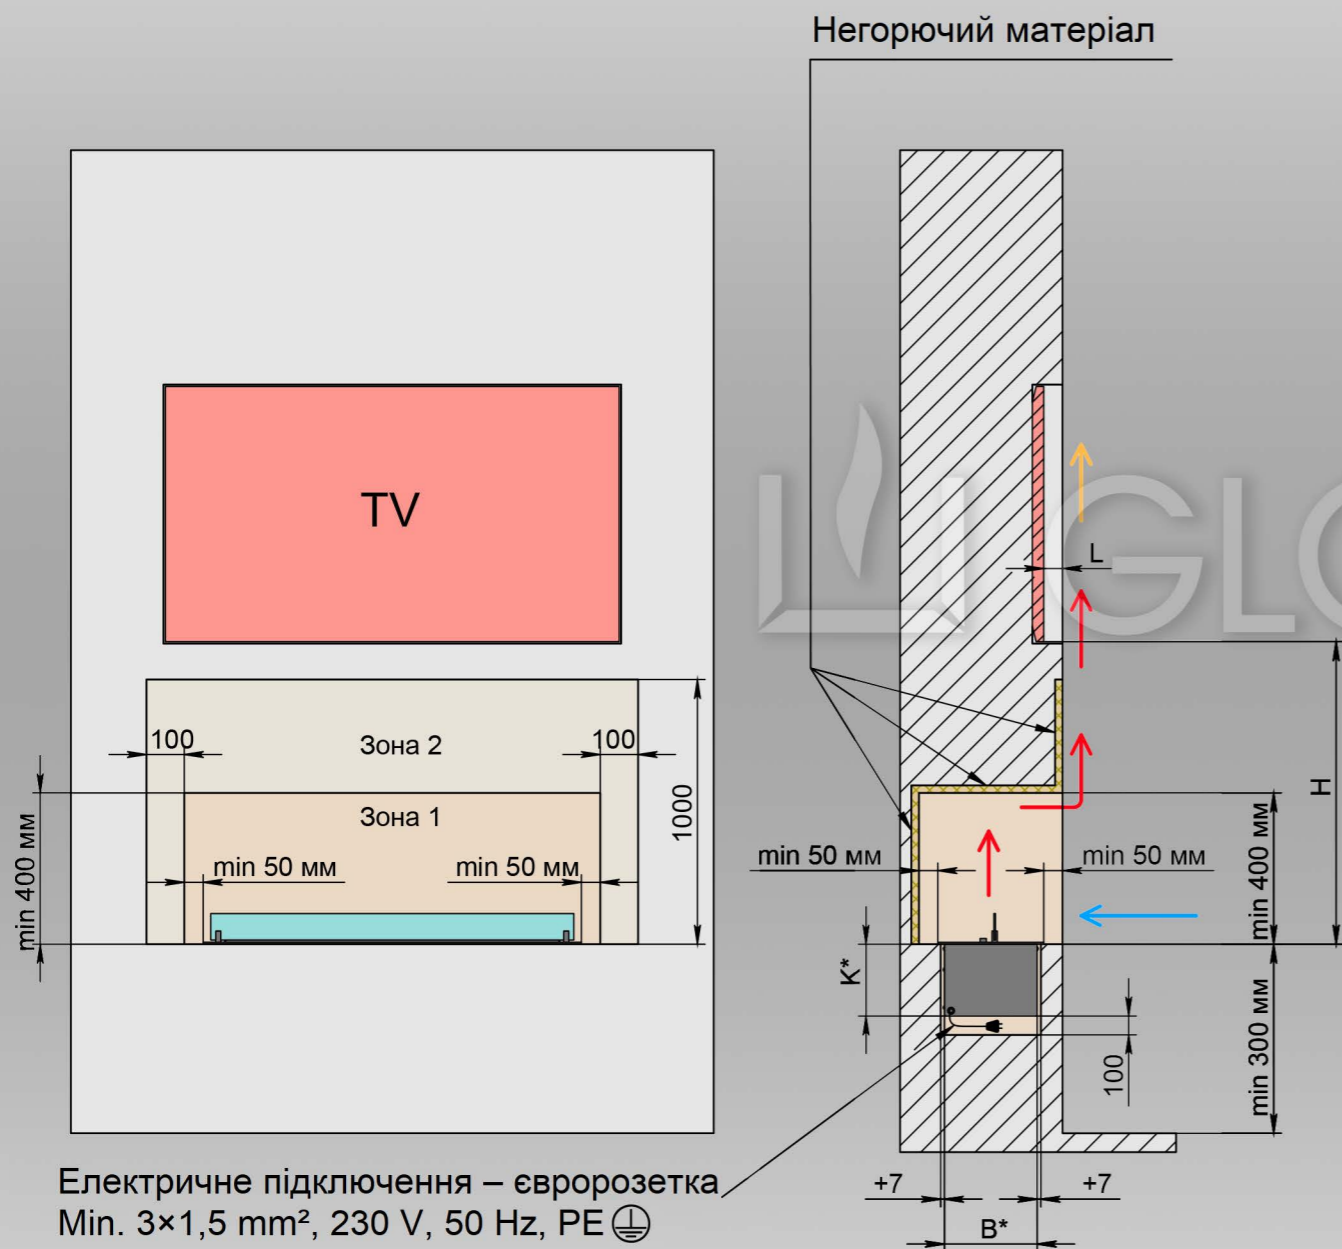 Негорючий матеріал
TV
GLO
L
H
100
Зона 2
100
1000
min 400 мм
Зона 1
min 50 мм
min 50 мм
min 50 мм
min 50 мм
min 400 мм
K*
100
min 300 мм
Електричне підключення – євророзетка
Min. 3×1,5 mm², 230 V, 50 Hz, PE
+7
+7
B*